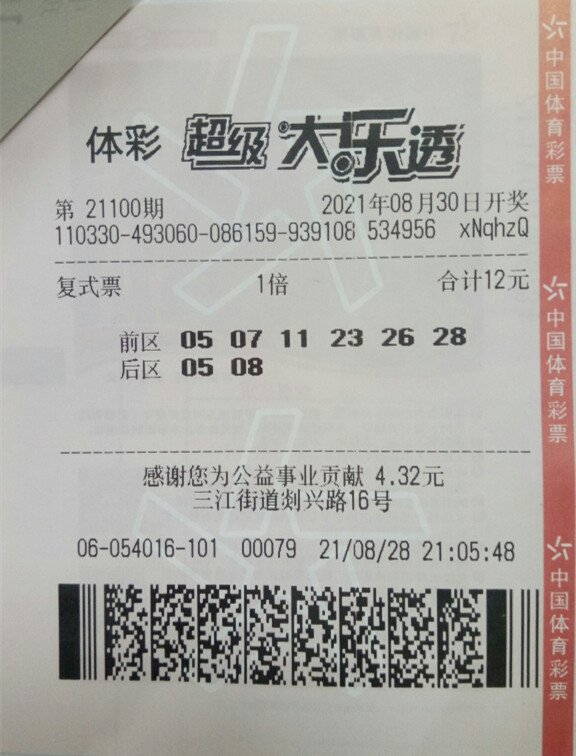 体彩 超级大乐透
第 21100期 2021年08月30日开奖
110330-493060-086159-939108 534956 xNqhzQ
复式票 1倍 合计12元
前区 05 07 11 23 26 28
后区 05 08
感谢您为公益事业贡献 4.32元
三江街道剡兴路16号
06-054016-101 00079 21/08/28 21:05:48
中国体育彩票
中国体育彩票
中国体育彩票